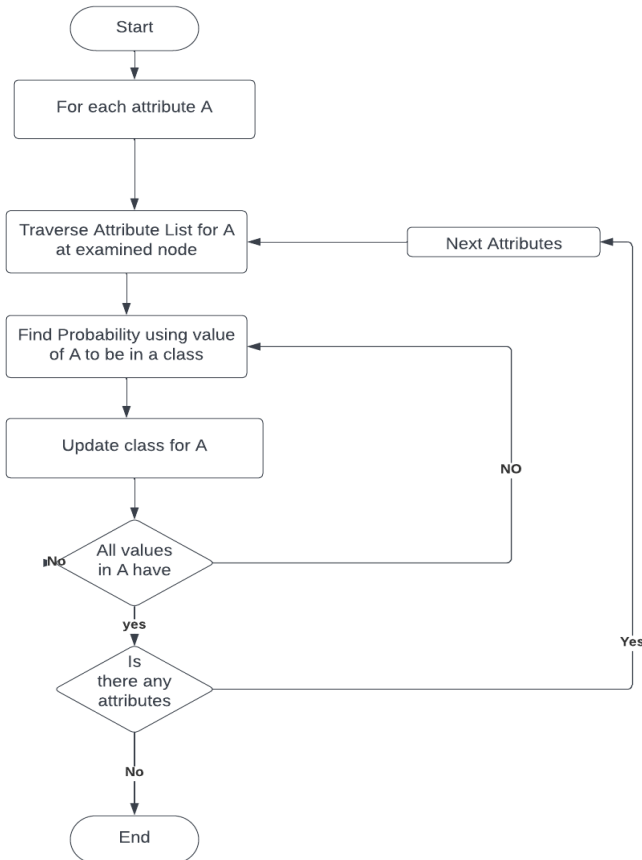 Start
For each attribute A
Traverse Attribute List for A
at examined node
Next Attributes
Find Probability using value
of A to be in a class
Update class for A
NO
No
All values
in A have
yes
Is
there any
attributes
Yes
No
End